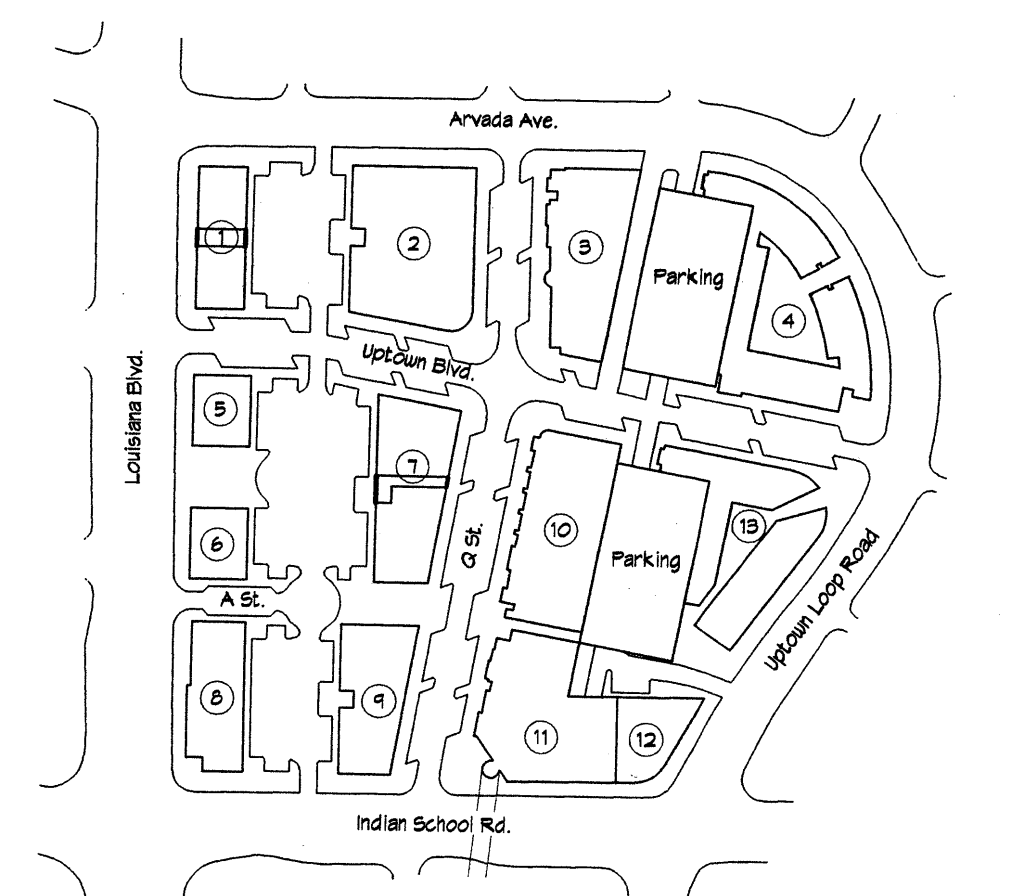 Arvada Ave.
1
2
3
Parking
4
Uptown Blvd.
Louisiana Blvd.
5
7
6
Q St.
10
Parking
13
A St.
Uptown Loop Road
8
9
11
12
Indian School Rd.